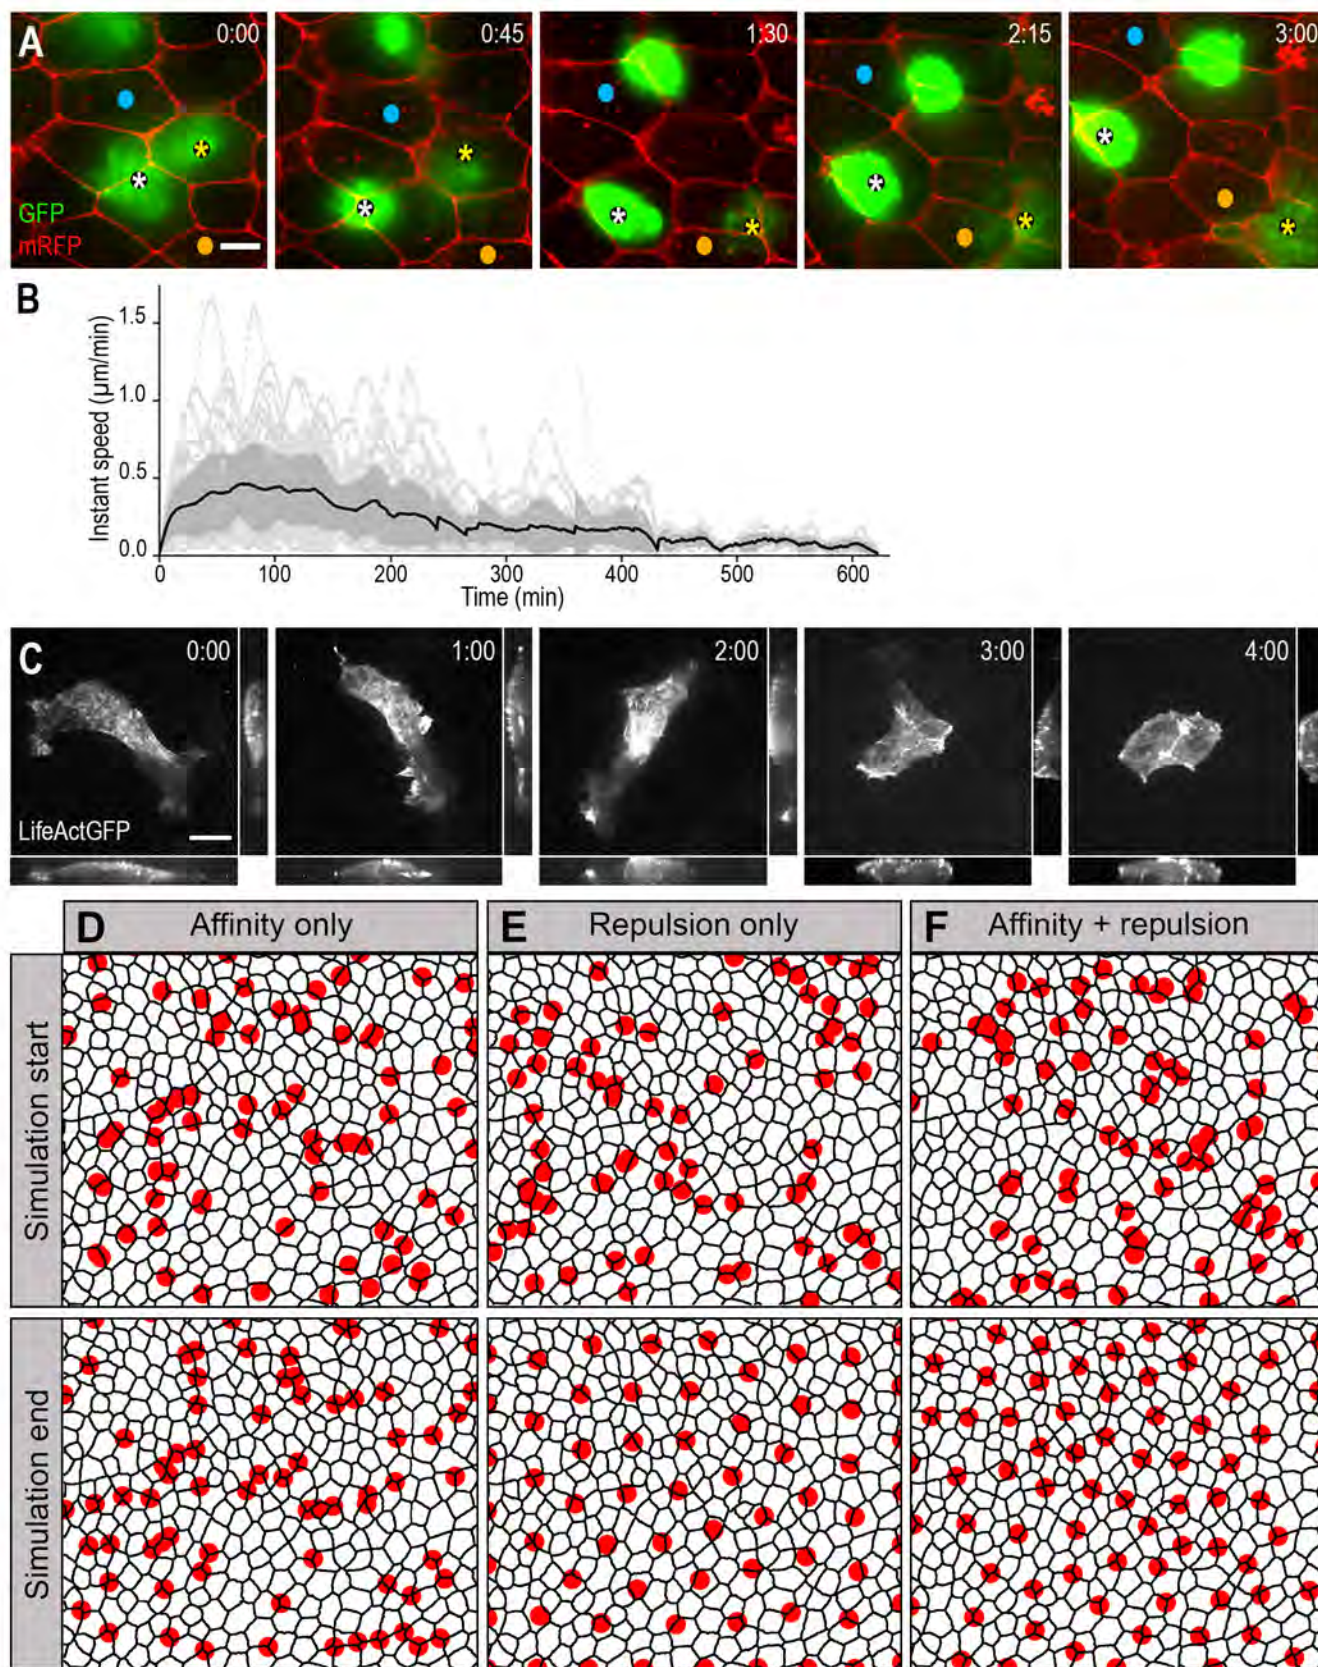 A
0:00
0:45
1:30
2:15
3:00
GFP
mRFP
B
Instant speed (µm/min)
1.5
1.0
0.5
0.0
0
100
200
300
400
500
600
Time (min)
C
0:00
1:00
2:00
3:00
4:00
LifeActGFP
D Affinity only
E Repulsion only
F Affinity + repulsion
Simulation start
Simulation end